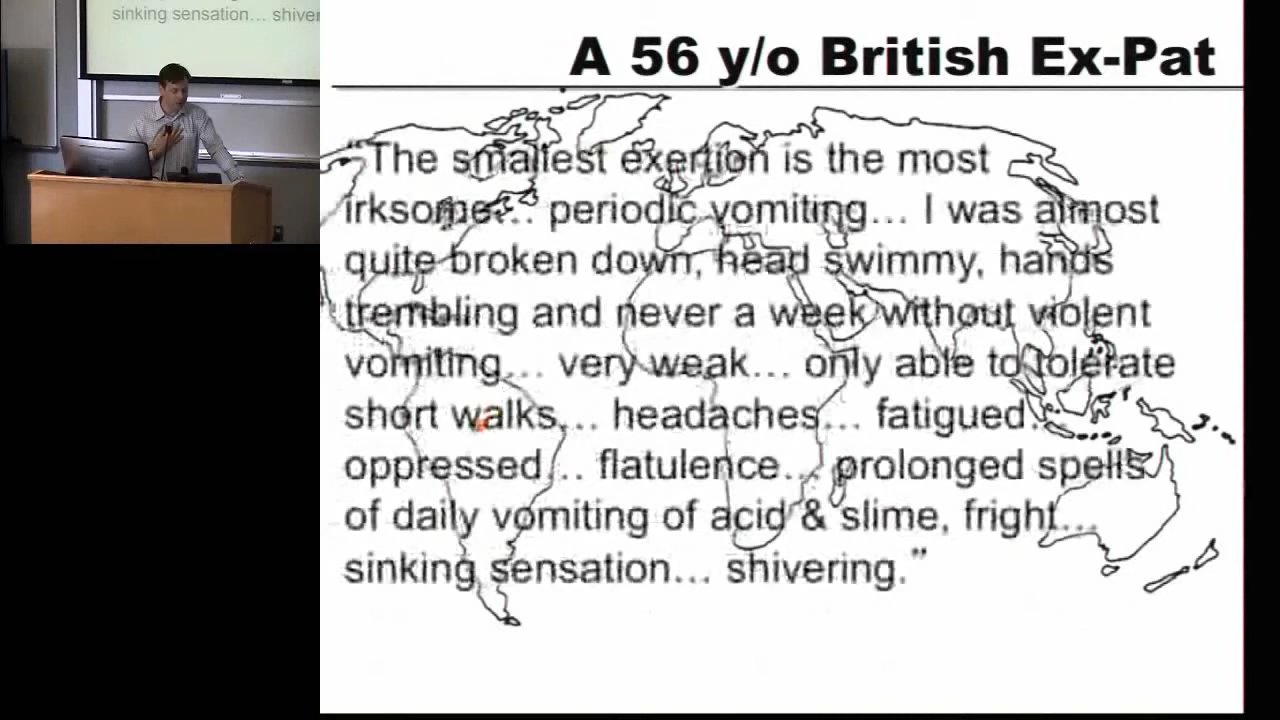 sinking sensation... shiver
A 56 y/o British Ex-Pat
“The smallest exertion is the most
irksome... periodic vomiting... I was almost
quite broken down, head swimmy, hands
trembling and never a week without violent
vomiting... very weak... only able to tolerate
short walks... headaches... fatigued...
oppressed... flatulence... prolonged spells
of daily vomiting of acid & slime, fright...
sinking sensation... shivering.”